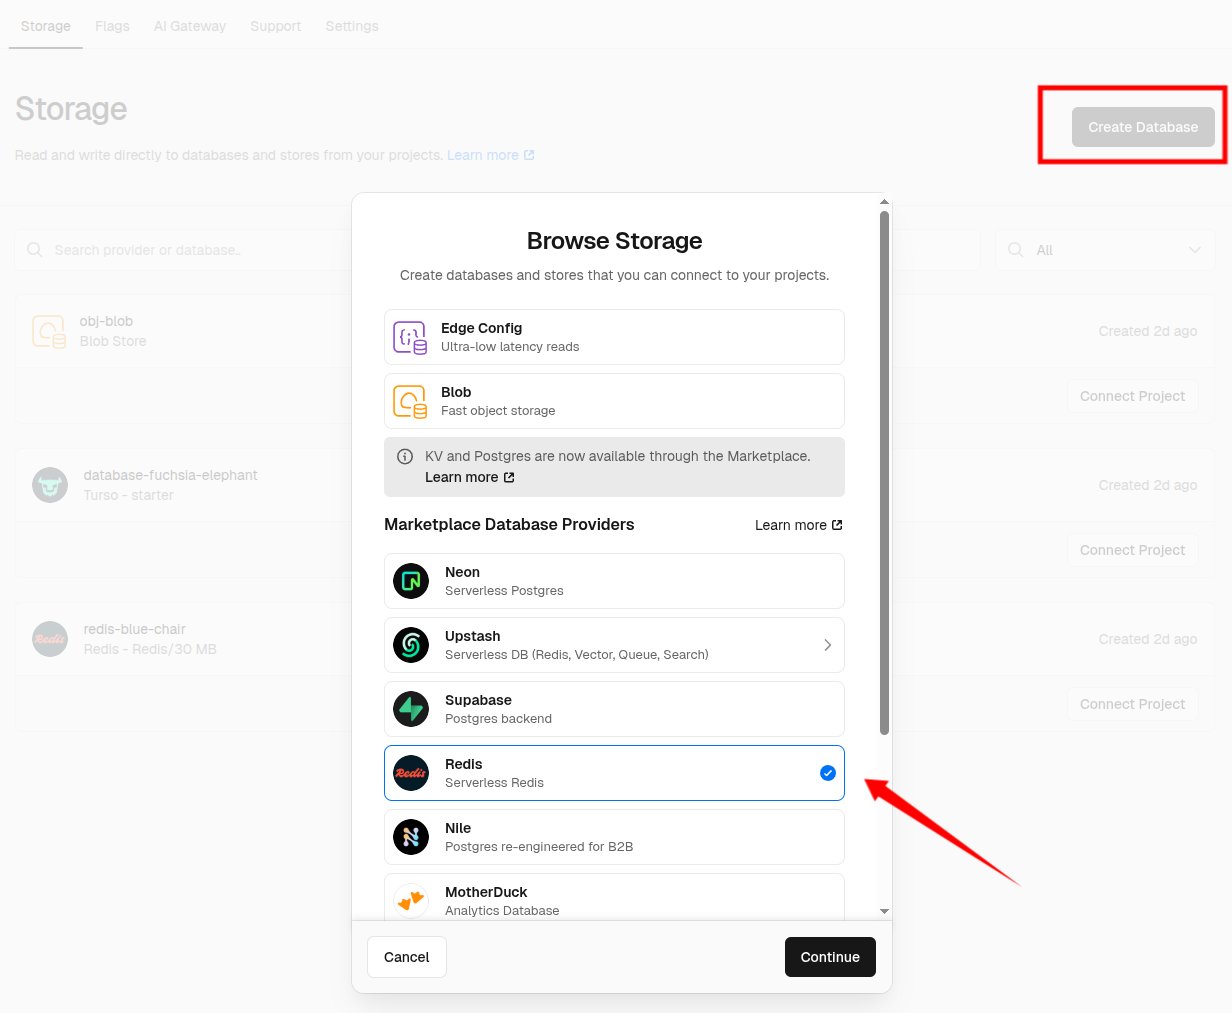 Storage
Flags
AI Gateway
Support
Settings
Storage
Create Database
Read and write directly to databases and stores from your projects. Learn more
Search provider or database..
All
obj-blob
Blob Store
Created 2d ago
Connect Project
database-fuchsia-elephant
Turso - starter
Created 2d ago
Connect Project
redis-blue-chair
Redis - Redis/30 MB
Created 2d ago
Connect Project
Browse Storage
Create databases and stores that you can connect to your projects.
Edge Config
Ultra-low latency reads
Blob
Fast object storage
KV and Postgres are now available through the Marketplace.
Learn more
Marketplace Database Providers
Learn more
Neon
Serverless Postgres
Upstash
Serverless DB (Redis, Vector, Queue, Search)
Supabase
Postgres backend
Redis
Redis
Serverless Redis
Nile
Postgres re-engineered for B2B
MotherDuck
Analytics Database
Cancel
Continue